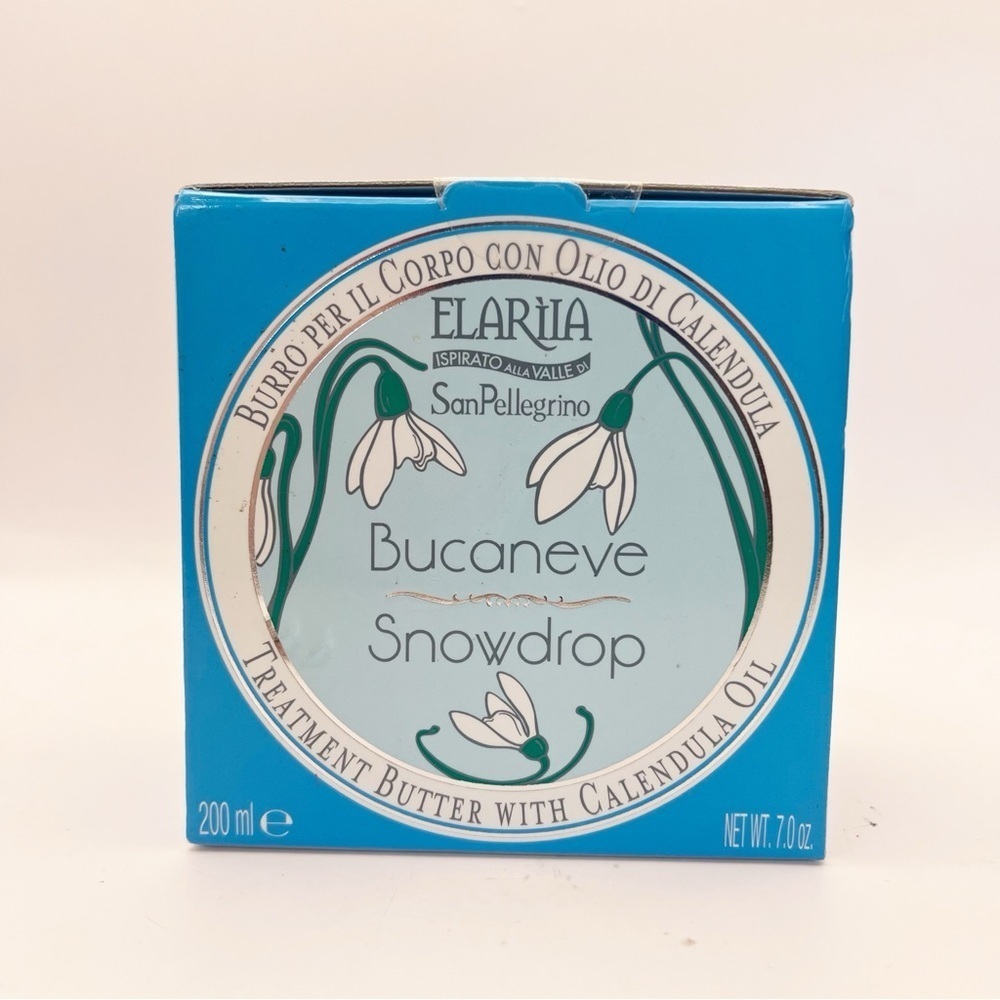 BURRO PER IL CORPO CON OLIO DI CALENDULA
ELARÌIA
ISPIRATO ALLA VALLE DI
SanPellegrino
Bucaneve
Snowdrop
TREATMENT BUTTER WITH CALENDULA OIL
200 ml ℮
NET WT. 7.0 oz.